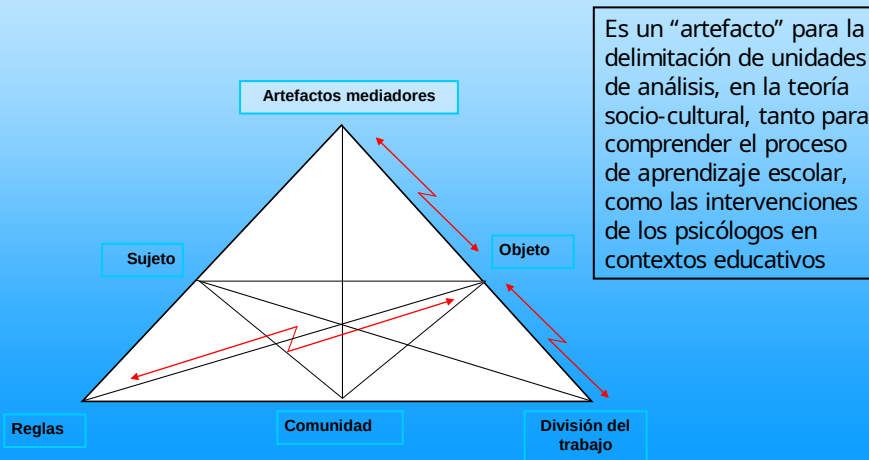 Es un “artefacto” para la
delimitación de unidades
de análisis, en la teoría
socio-cultural, tanto para
comprender el proceso
de aprendizaje escolar,
como las intervenciones
de los psicólogos en
contextos educativos
Artefactos mediadores
Sujeto
Objeto
Reglas
Comunidad
División del
trabajo